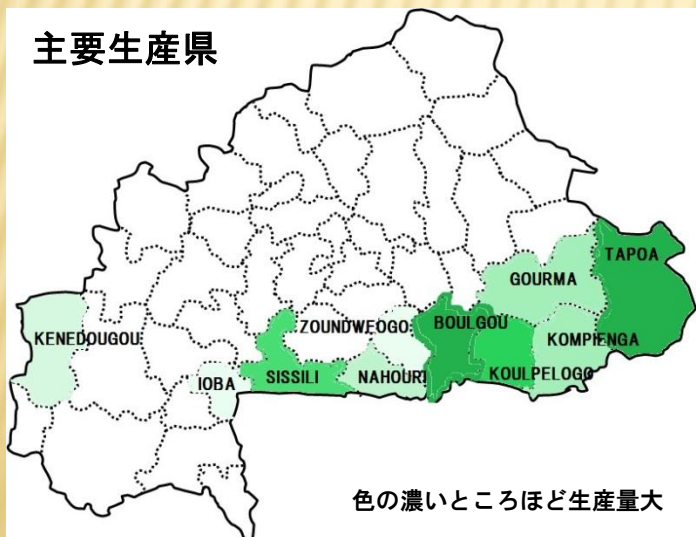 主要生産県
TAPOA
GOURMA
BOULGOU
ZOUNDWEOGO
KENEDOUGOU
KOMPIENGA
IOBA
SISSILI
NAHOURI
KOULPELOGO
色の濃いところほど生産量大